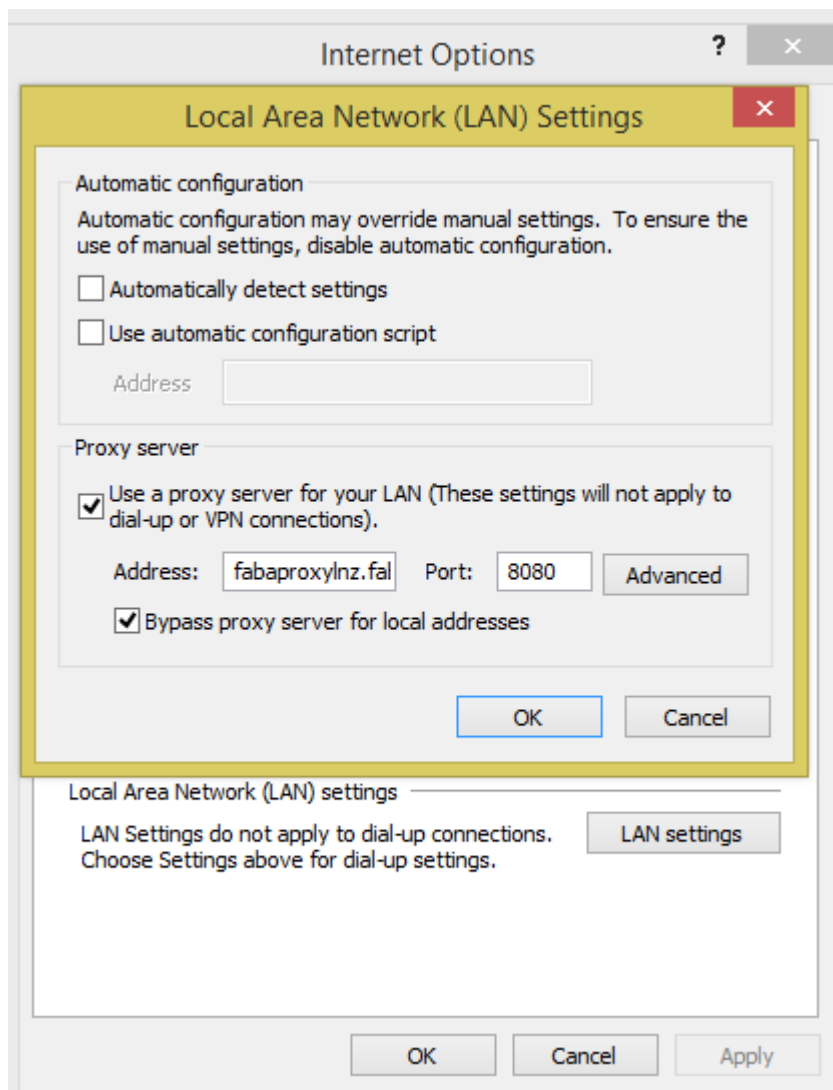 Internet Options
?
Local Area Network (LAN) Settings
Automatic configuration
Automatic configuration may override manual settings. To ensure the
use of manual settings, disable automatic configuration.
Automatically detect settings
Use automatic configuration script
Address
Proxy server
Use a proxy server for your LAN (These settings will not apply to
dial-up or VPN connections).
Address: fabaproxylnz.fal Port: 8080 Advanced
Bypass proxy server for local addresses
OK Cancel
Local Area Network (LAN) settings
LAN Settings do not apply to dial-up connections. LAN settings
Choose Settings above for dial-up settings.
OK Cancel Apply